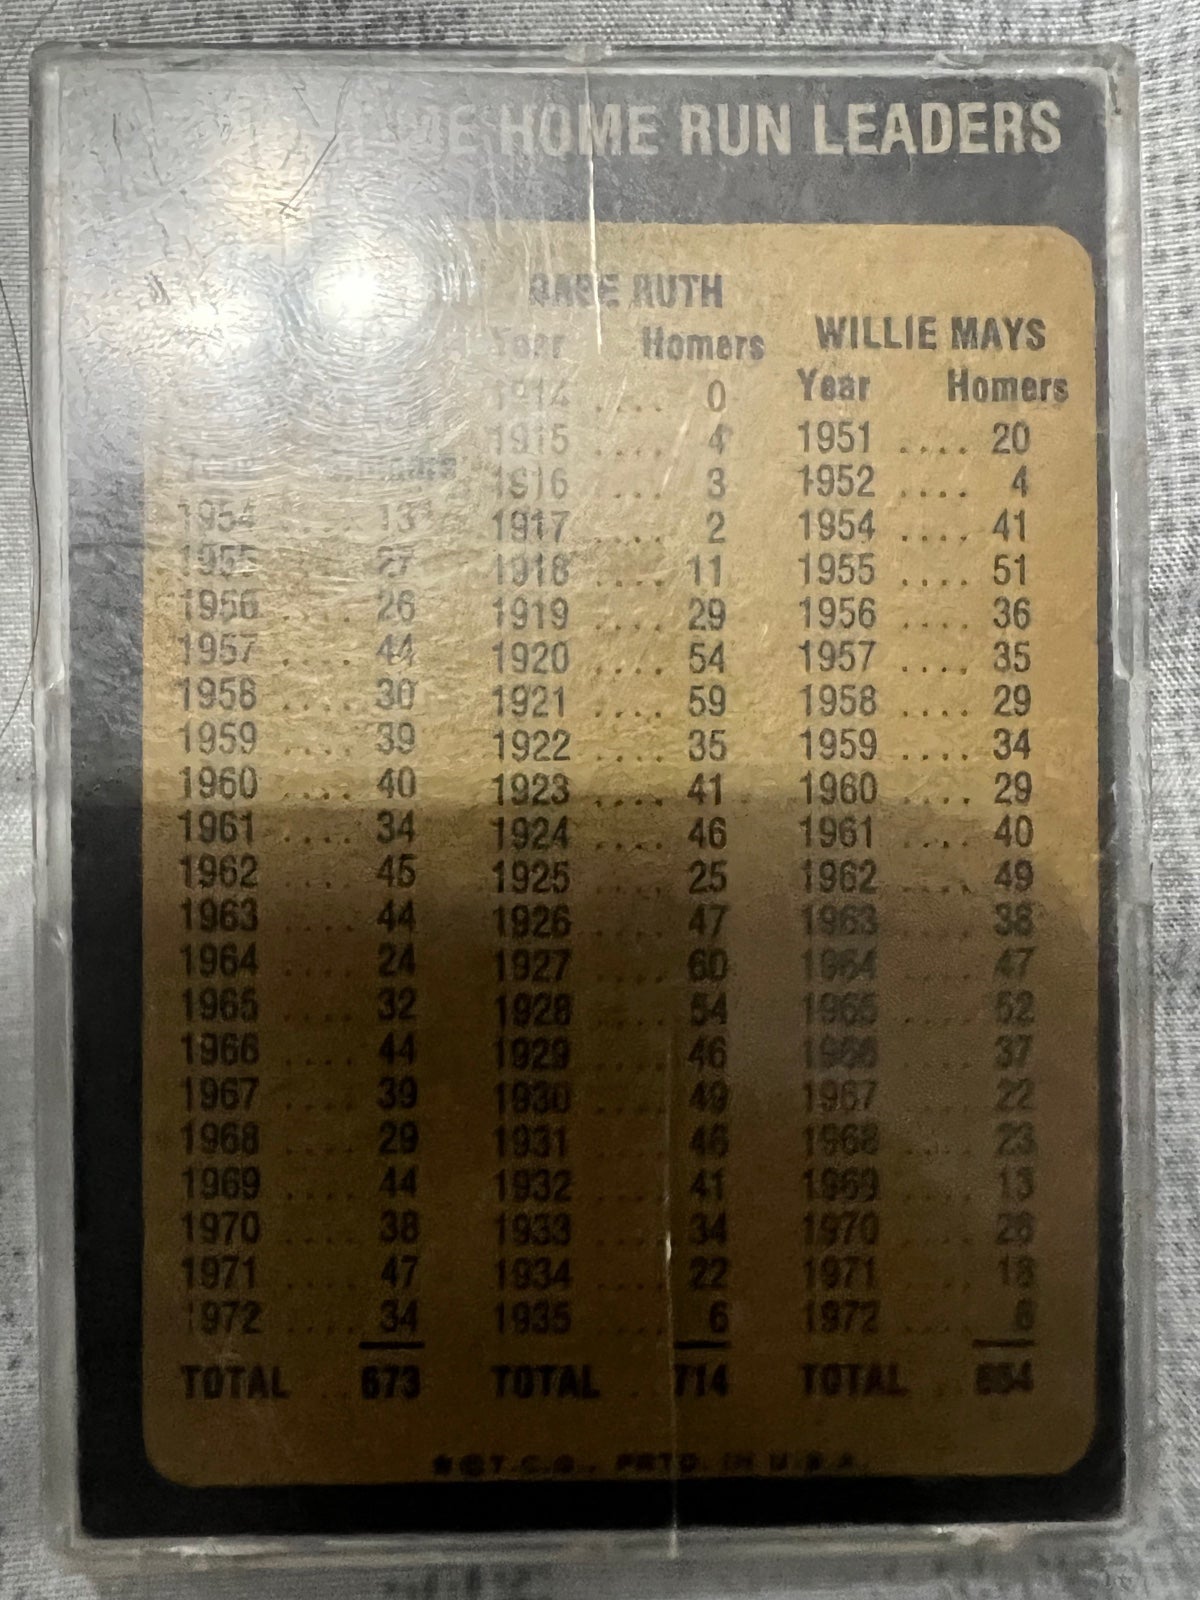 HOME RUN LEADERS
1954 .... 13
1955 .... 27
1956 .... 26
1957 .... 44
1958 .... 30
1959 .... 39
1960 .... 40
1961 .... 34
1962 .... 45
1963 .... 44
1964 .... 24
1965 .... 32
1966 .... 44
1967 .... 39
1968 .... 29
1969 .... 44
1970 .... 38
1971 .... 47
1972 .... 34
TOTAL .. 673
BABE RUTH
Year Homers
1914 .... 0
1915 .... 4
1916 .... 3
1917 .... 2
1918 .... 11
1919 .... 29
1920 .... 54
1921 .... 59
1922 .... 35
1923 .... 41
1924 .... 46
1925 .... 25
1926 .... 47
1927 .... 60
1928 .... 54
1929 .... 46
1930 .... 49
1931 .... 46
1932 .... 41
1933 .... 34
1934 .... 22
1935 .... 6
TOTAL .. 714
WILLIE MAYS
Year Homers
1951 .... 20
1952 .... 4
1954 .... 41
1955 .... 51
1956 .... 36
1957 .... 35
1958 .... 29
1959 .... 34
1960 .... 29
1961 .... 40
1962 .... 49
1963 .... 38
1964 .... 47
1965 .... 52
1966 .... 37
1967 .... 22
1968 .... 23
1969 .... 13
1970 .... 28
1971 .... 18
1972 .... 8
TOTAL .. 654
★©T.C.G. PRTD. IN U.S.A.